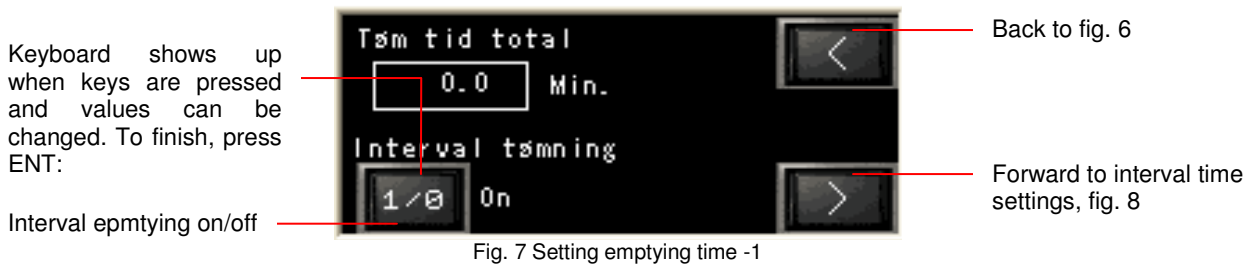 Keyboard shows up
when keys are pressed
and values can be
changed. To finish, press
ENT:
Interval epmtying on/off
Tøm tid total
0.0 Min.
Interval tømning
1/0 On
<
>
Back to fig. 6
Forward to interval time
settings, fig. 8
Fig. 7 Setting emptying time -1